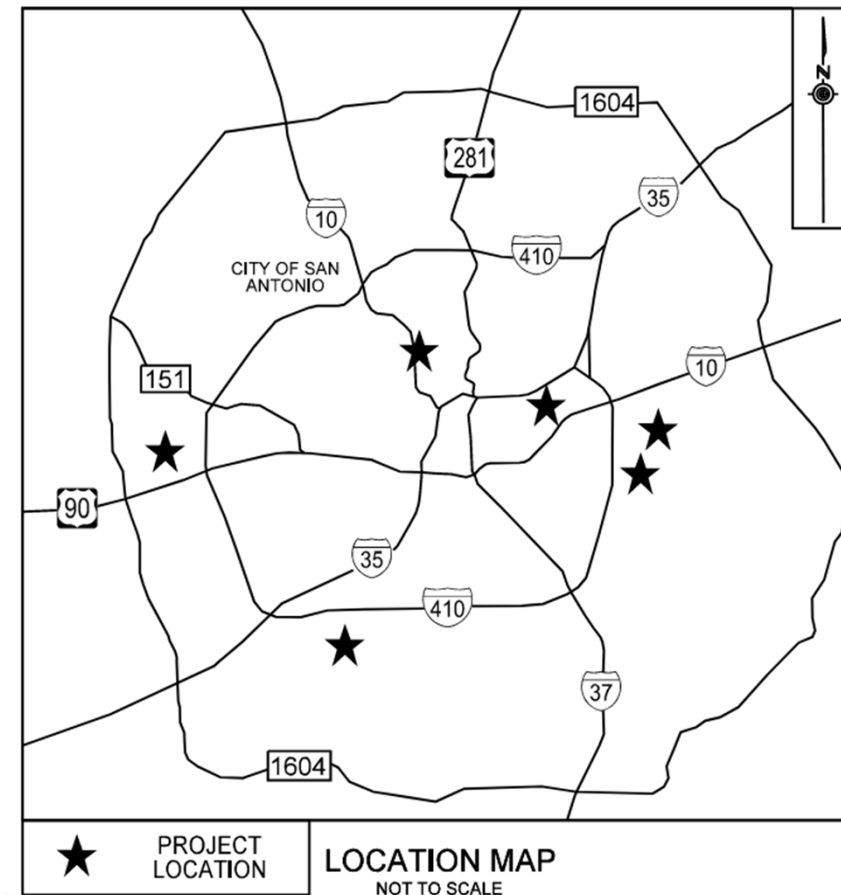 N
1604
281
35
10
410
CITY OF SAN
ANTONIO
10
151
90
35
410
37
1604
PROJECT
LOCATION
LOCATION MAP
NOT TO SCALE